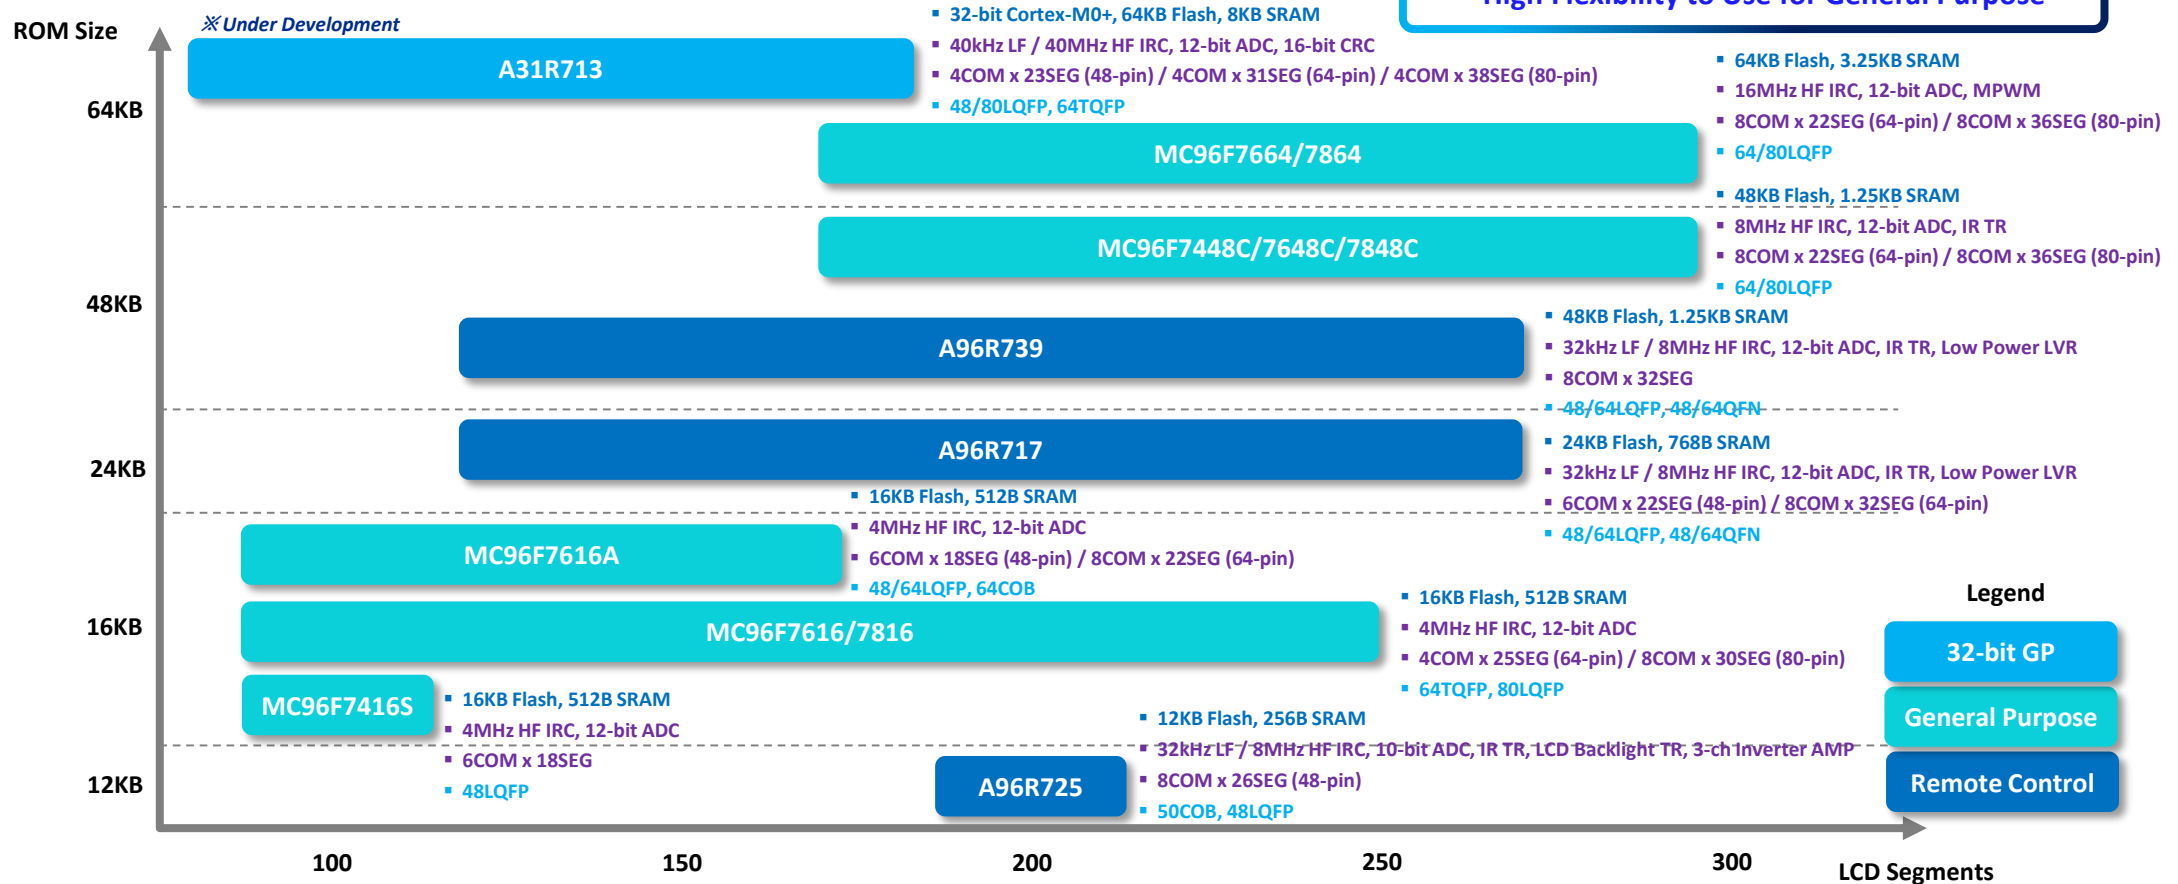 High Flexibility to Use for General Purpose
ROM Size
※ Under Development
A31R713
▪ 32-bit Cortex-M0+, 64KB Flash, 8KB SRAM
▪ 40kHz LF / 40MHz HF IRC, 12-bit ADC, 16-bit CRC
▪ 4COM x 23SEG (48-pin) / 4COM x 31SEG (64-pin) / 4COM x 38SEG (80-pin)
▪ 48/80LQFP, 64TQFP
64KB
MC96F7664/7864
▪ 64KB Flash, 3.25KB SRAM
▪ 16MHz HF IRC, 12-bit ADC, MPWM
▪ 8COM x 22SEG (64-pin) / 8COM x 36SEG (80-pin)
▪ 64/80LQFP
MC96F7448C/7648C/7848C
▪ 48KB Flash, 1.25KB SRAM
▪ 8MHz HF IRC, 12-bit ADC, IR TR
▪ 8COM x 22SEG (64-pin) / 8COM x 36SEG (80-pin)
▪ 64/80LQFP
48KB
A96R739
▪ 48KB Flash, 1.25KB SRAM
▪ 32kHz LF / 8MHz HF IRC, 12-bit ADC, IR TR, Low Power LVR
▪ 8COM x 32SEG
▪ 48/64LQFP, 48/64QFN
24KB
A96R717
▪ 24KB Flash, 768B SRAM
▪ 32kHz LF / 8MHz HF IRC, 12-bit ADC, IR TR, Low Power LVR
▪ 6COM x 22SEG (48-pin) / 8COM x 32SEG (64-pin)
▪ 48/64LQFP, 48/64QFN
MC96F7616A
▪ 16KB Flash, 512B SRAM
▪ 4MHz HF IRC, 12-bit ADC
▪ 6COM x 18SEG (48-pin) / 8COM x 22SEG (64-pin)
▪ 48/64LQFP, 64COB
16KB
MC96F7616/7816
▪ 16KB Flash, 512B SRAM
▪ 4MHz HF IRC, 12-bit ADC
▪ 4COM x 25SEG (64-pin) / 8COM x 30SEG (80-pin)
▪ 64TQFP, 80LQFP
MC96F7416S
▪ 16KB Flash, 512B SRAM
▪ 4MHz HF IRC, 12-bit ADC
▪ 6COM x 18SEG
▪ 48LQFP
12KB
A96R725
▪ 12KB Flash, 256B SRAM
▪ 32kHz LF / 8MHz HF IRC, 10-bit ADC, IR TR, LCD Backlight TR, 3-ch Inverter AMP
▪ 8COM x 26SEG (48-pin)
▪ 50COB, 48LQFP
Legend
32-bit GP
General Purpose
Remote Control
100
150
200
250
300
LCD Segments